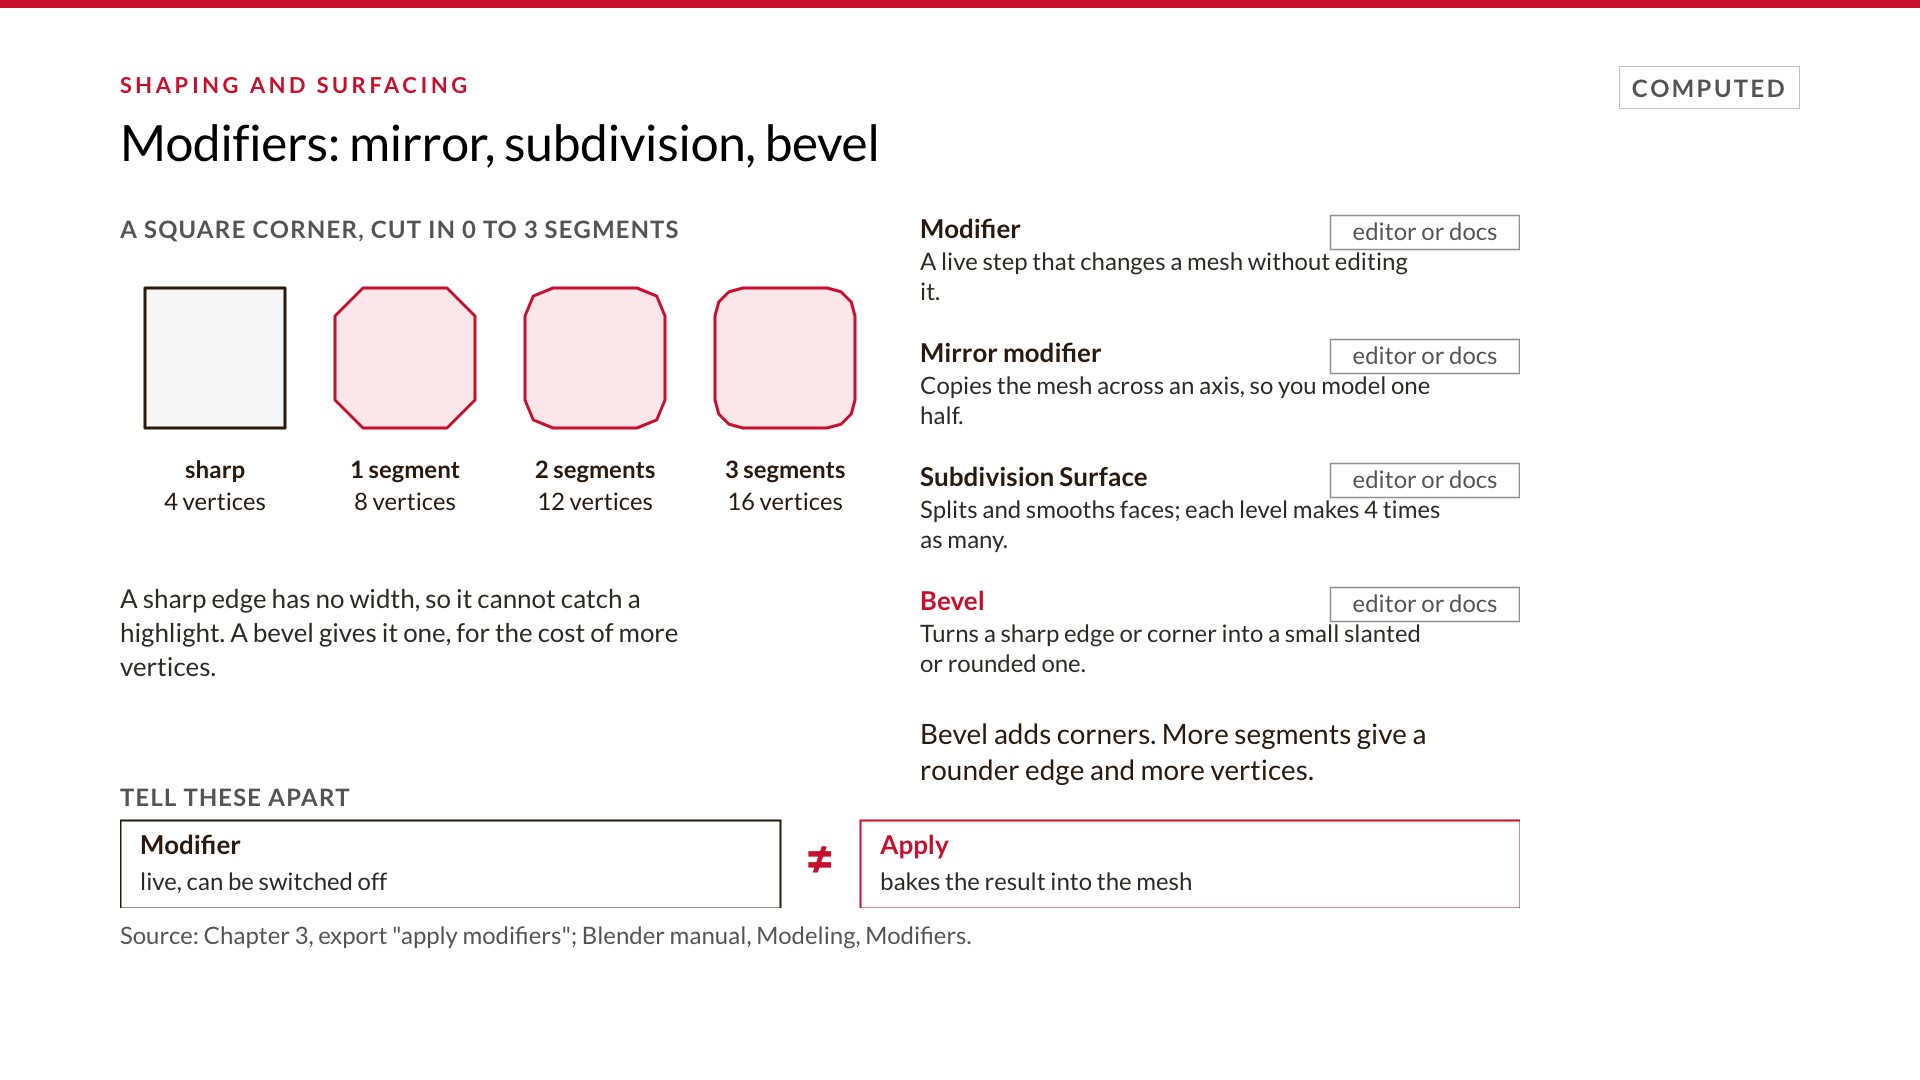 SHAPING AND SURFACING
COMPUTED
Modifiers: mirror, subdivision, bevel
A SQUARE CORNER, CUT IN 0 TO 3 SEGMENTS
sharp
4 vertices
1 segment
8 vertices
2 segments
12 vertices
3 segments
16 vertices
A sharp edge has no width, so it cannot catch a
highlight. A bevel gives it one, for the cost of more
vertices.
Modifier
editor or docs
A live step that changes a mesh without editing
it.
Mirror modifier
editor or docs
Copies the mesh across an axis, so you model one
half.
Subdivision Surface
editor or docs
Splits and smooths faces; each level makes 4 times
as many.
Bevel
editor or docs
Turns a sharp edge or corner into a small slanted
or rounded one.
Bevel adds corners. More segments give a
rounder edge and more vertices.
TELL THESE APART
Modifier
live, can be switched off
≠
Apply
bakes the result into the mesh
Source: Chapter 3, export "apply modifiers"; Blender manual, Modeling, Modifiers.